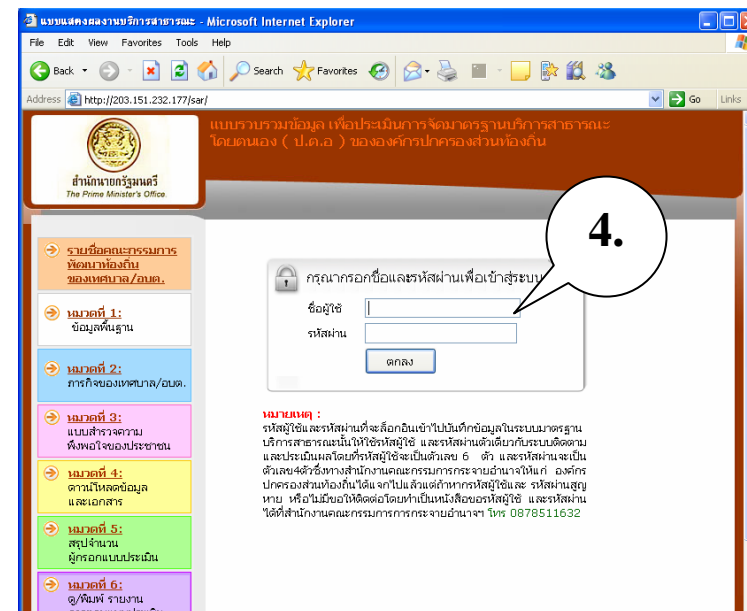 แบบแสดงผลงานบริการสาธารณะ - Microsoft Internet Explorer
File Edit View Favorites Tools Help
Back Search Favorites
Address http://203.151.232.177/sar/ Go Links
แบบรวบรวมข้อมูล เพื่อประเมินการจัดมาตรฐานบริการสาธารณะ
โดยตนเอง ( ป.ด.อ ) ขององค์กรปกครองส่วนท้องถิ่น
สำนักนายกรัฐมนตรี
The Prime Minister's Office
4.
รายชื่อคณะกรรมการ
พัฒนาท้องถิ่น
ของเทศบาล/อบต.
หมวดที่ 1:
ข้อมูลพื้นฐาน
หมวดที่ 2:
ภารกิจของเทศบาล/อบต.
หมวดที่ 3:
แบบสำรวจความ
พึงพอใจของประชาชน
หมวดที่ 4:
ดาวน์โหลดข้อมูล
และเอกสาร
หมวดที่ 5:
สรุปจำนวน
ผู้กรอกแบบประเมิน
หมวดที่ 6:
ดู/พิมพ์ รายงาน
กรุณากรอกชื่อและรหัสผ่านเพื่อเข้าสู่ระบบ
ชื่อผู้ใช้
รหัสผ่าน
ตกลง
หมายเหตุ :
รหัสผู้ใช้และรหัสผ่านที่จะล็อกอินเข้าไปบันทึกข้อมูลในระบบมาตรฐาน
บริการสาธารณะนั้นให้ใช้รหัสผู้ใช้ และรหัสผ่านตัวเดียวกับระบบติดตาม
และประเมินผลโดยที่รหัสผู้ใช้จะเป็นตัวเลข 6 ตัว และรหัสผ่านจะเป็น
ตัวเลข4ตัวซึ่งทางสำนักงานคณะกรรมการกระจายอำนาจให้แก่ องค์กร
ปกครองส่วนท้องถิ่นได้แจกไปแล้วแต่ถ้าหากรหัสผู้ใช้และ รหัสผ่านสูญ
หาย หรือไม่มีขอให้ติดต่อโดยทำเป็นหนังสือขอรหัสผู้ใช้ และรหัสผ่าน
ได้ที่สำนักงานคณะกรรมการการกระจายอำนาจฯ โทร 0878511632